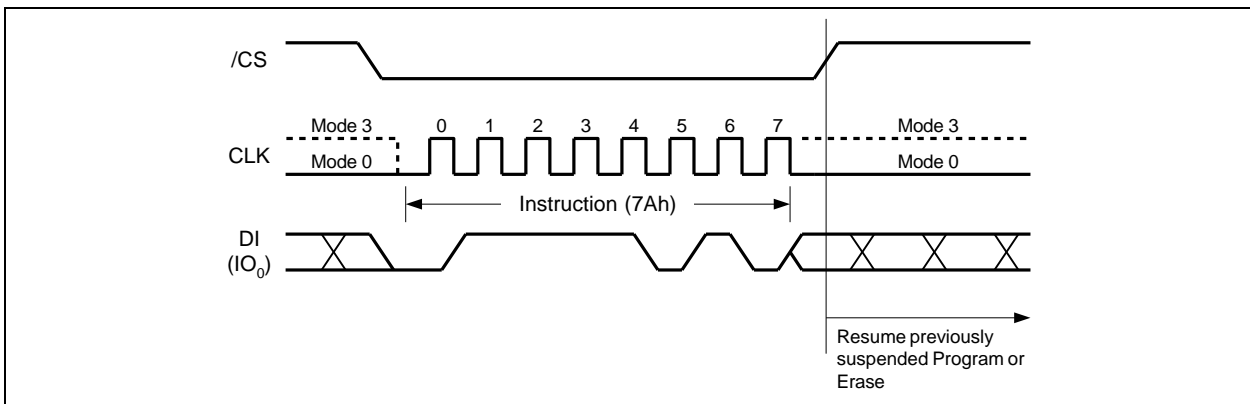 /CS
Mode 3
0 1 2 3 4 5 6 7
Mode 3
CLK
Mode 0
Mode 0
Instruction (7Ah)
DI
(IO0)
Resume previously
suspended Program or
Erase